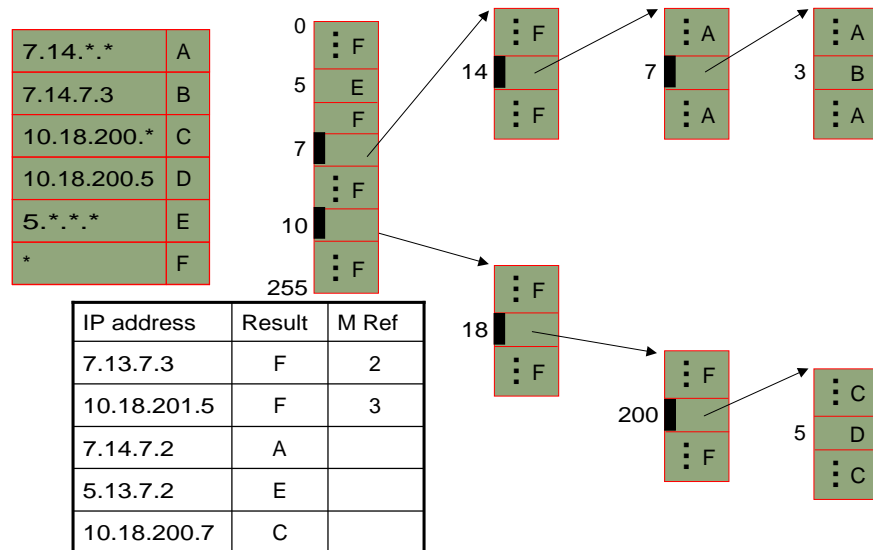 7.14.*.* A
7.14.7.3 B
10.18.200.* C
10.18.200.5 D
5.*.*.* E
* F
0
F
5 E
F
7
F
10
F
255
F
14
F
A
7
A
A
3 B
A
F
18
F
F
200
F
C
5 D
C
IP address Result M Ref
7.13.7.3 F 2
10.18.201.5 F 3
7.14.7.2 A
5.13.7.2 E
10.18.200.7 C